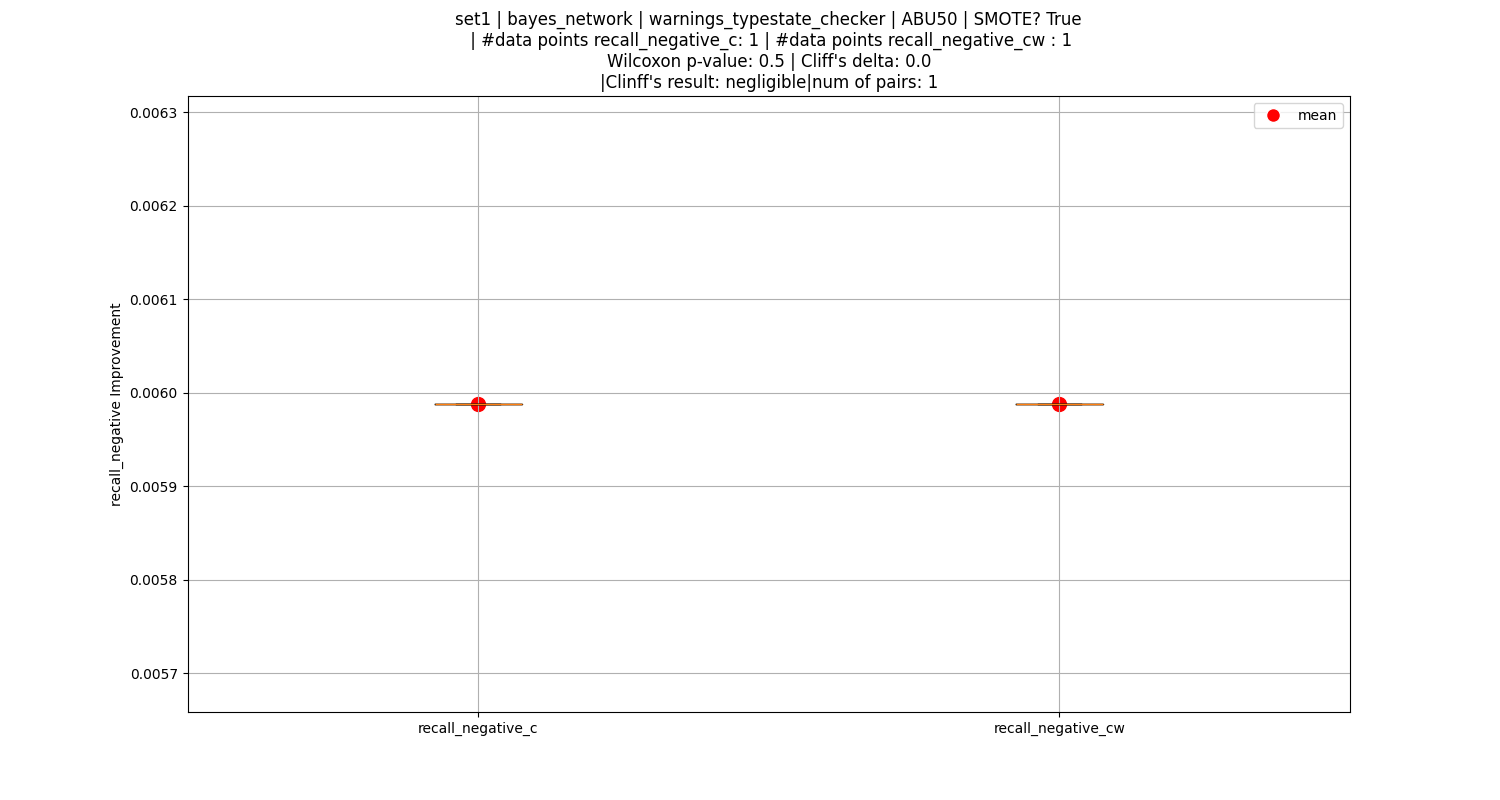 set1 | bayes_network | warnings_typestate_checker | ABU50 | SMOTE? True
| #data points recall_negative_c: 1 | #data points recall_negative_cw : 1
Wilcoxon p-value: 0.5 | Cliff's delta: 0.0
|Clinff's result: negligible|num of pairs: 1
mean
0.0063
0.0062
0.0061
0.0060
0.0059
0.0058
0.0057
recall_negative Improvement
recall_negative_c
recall_negative_cw